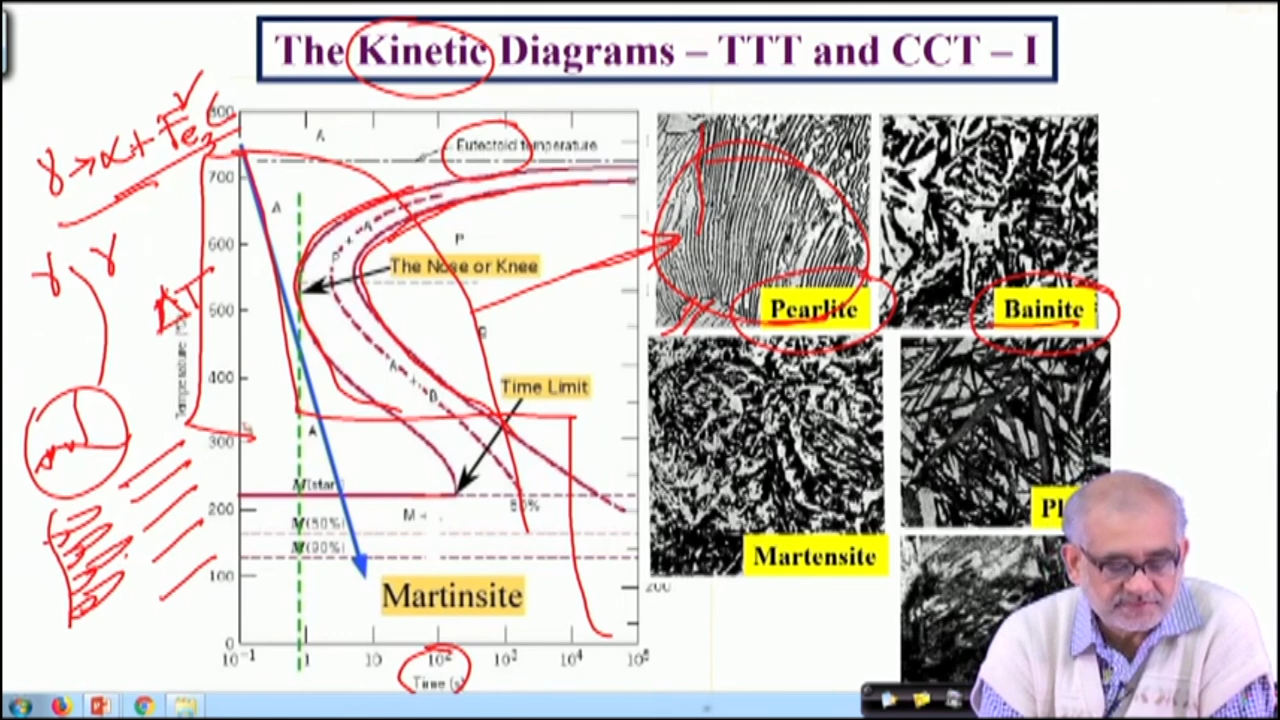 The Kinetic Diagrams – TTT and CCT – I
γ → α + Fe₃C
γ γ
ΔT
800
700
600
500
400
300
200
100
0
A
Eutectoid temperature
A
A
P
The Nose or Knee
Time Limit
A
B
M(start)
50%
M(50%)
M(90%)
Martinsite
200
10⁻¹ 1 10 10² 10³ 10⁴ 10⁵
Time (s)
Pearlite
Bainite
Martensite